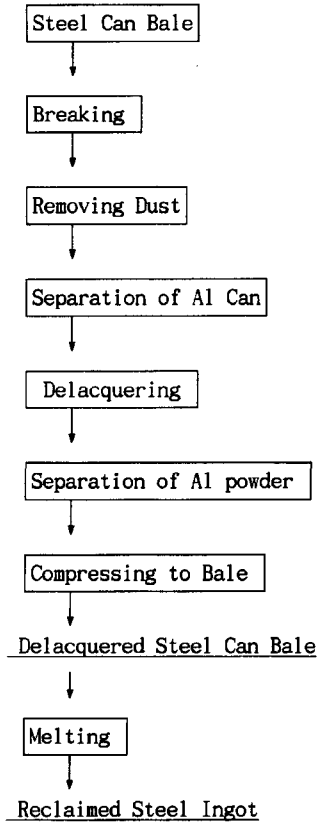 Steel Can Bale
Breaking
Removing Dust
Separation of Al Can
Delacquering
Separation of Al powder
Compressing to Bale
Delacquered Steel Can Bale
Melting
Reclaimed Steel Ingot